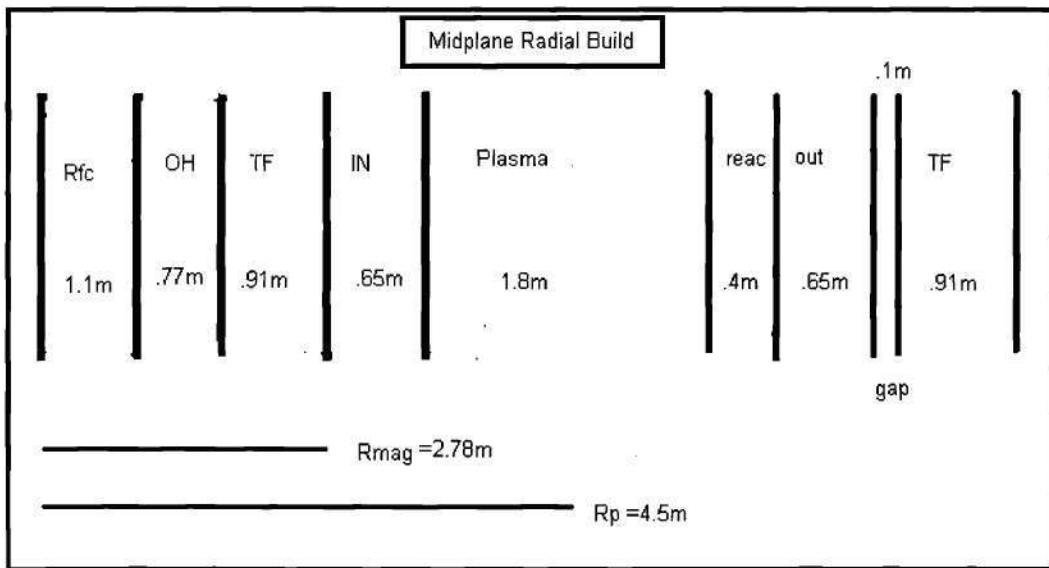 Midplane Radial Build
.1m
Rfc OH TF IN Plasma reac out TF
1.1m .77m .91m .65m 1.8m .4m .65m .91m
gap
Rmag =2.78m
Rp =4.5m